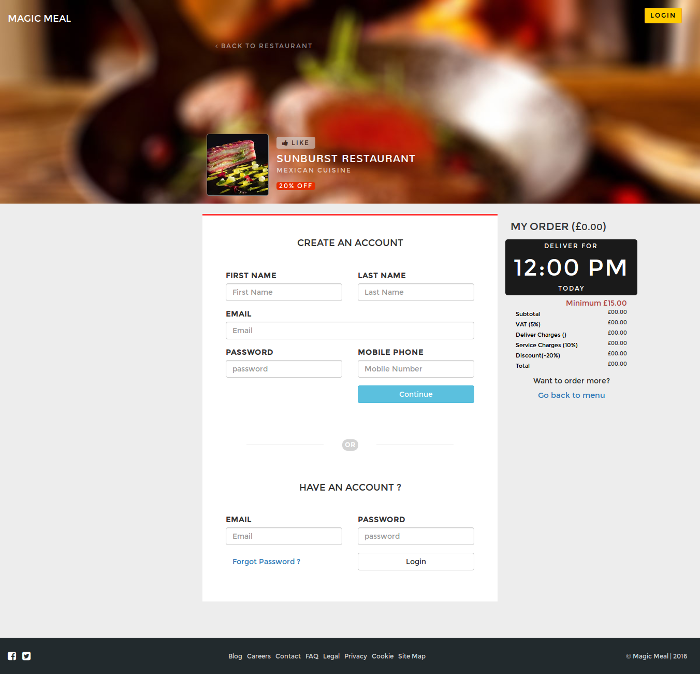 MAGIC MEAL
LOGIN
‹ BACK TO RESTAURANT
LIKE
SUNBURST RESTAURANT
MEXICAN CUISINE
20% OFF
CREATE AN ACCOUNT
FIRST NAME LAST NAME
First Name Last Name
EMAIL
Email
PASSWORD MOBILE PHONE
password Moblie Number
Continue
OR
HAVE AN ACCOUNT ?
EMAIL PASSWORD
Email password
Forgot Password ? Login
MY ORDER (£0.00)
DELIVER FOR
12:00 PM
TODAY
Minimum £15.00
Subtotal £00.00
VAT (5%) £00.00
Deliver Charges () £00.00
Service Charges (10%) £00.00
Discount(-20%) £00.00
Total £00.00
Want to order more?
Go back to menu
Blog Careers Contact FAQ Legal Privacy Cookie Site Map
© Magic Meal | 2016